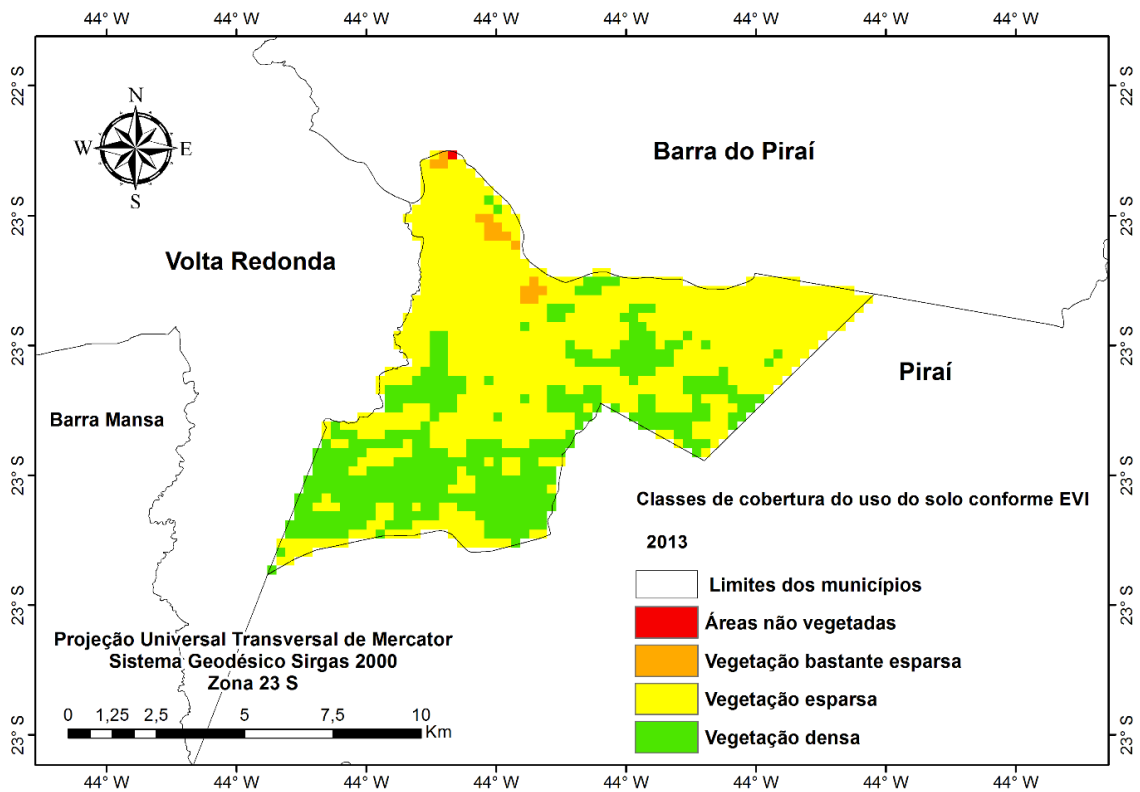 44° W 44° W 44° W 44° W 44° W 44° W 44° W 44° W
22° S 22° S
N
W E
S
Barra do Piraí
23° S 23° S
Volta Redonda
23° S 23° S
Piraí
Barra Mansa
23° S 23° S
Classes de cobertura do uso do solo conforme EVI
2013
Limites dos municípios
23° S 23° S
Áreas não vegetadas
Projeção Universal Transversal de Mercator
Sistema Geodésico Sirgas 2000
Zona 23 S
Vegetação bastante esparsa
Vegetação esparsa
0 1,25 2,5 5 7,5 10
Km
Vegetação densa
23° S 23° S
44° W 44° W 44° W 44° W 44° W 44° W 44° W 44° W